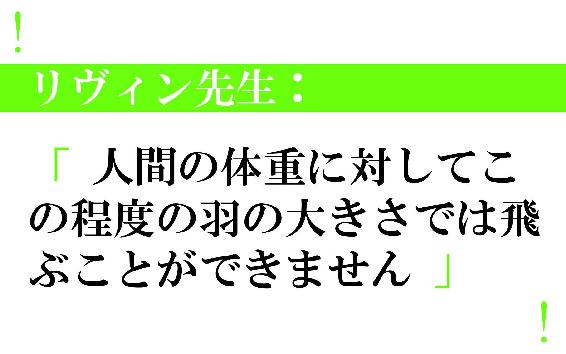 ！
リヴィン先生：
「 人間の体重に対してこ
の程度の羽の大きさでは飛
ぶことができません 」
！